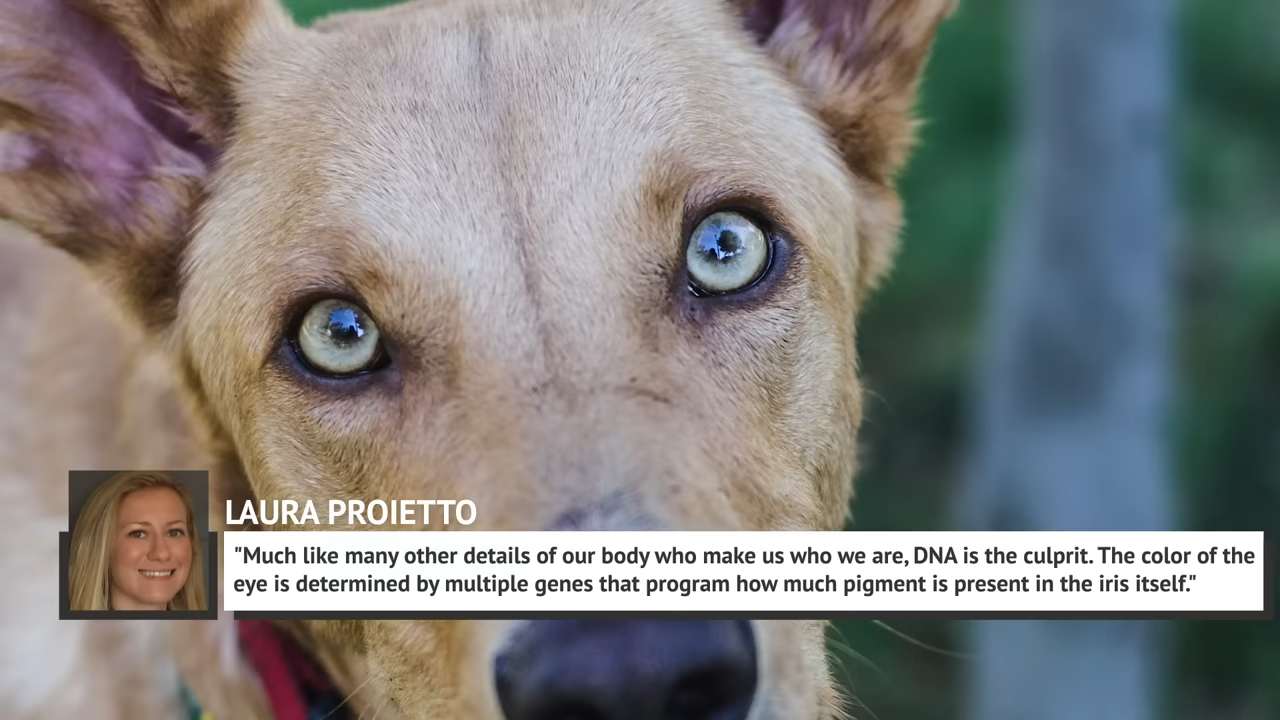 LAURA PROIETTO
"Much like many other details of our body who make us who we are, DNA is the culprit. The color of the
eye is determined by multiple genes that program how much pigment is present in the iris itself."